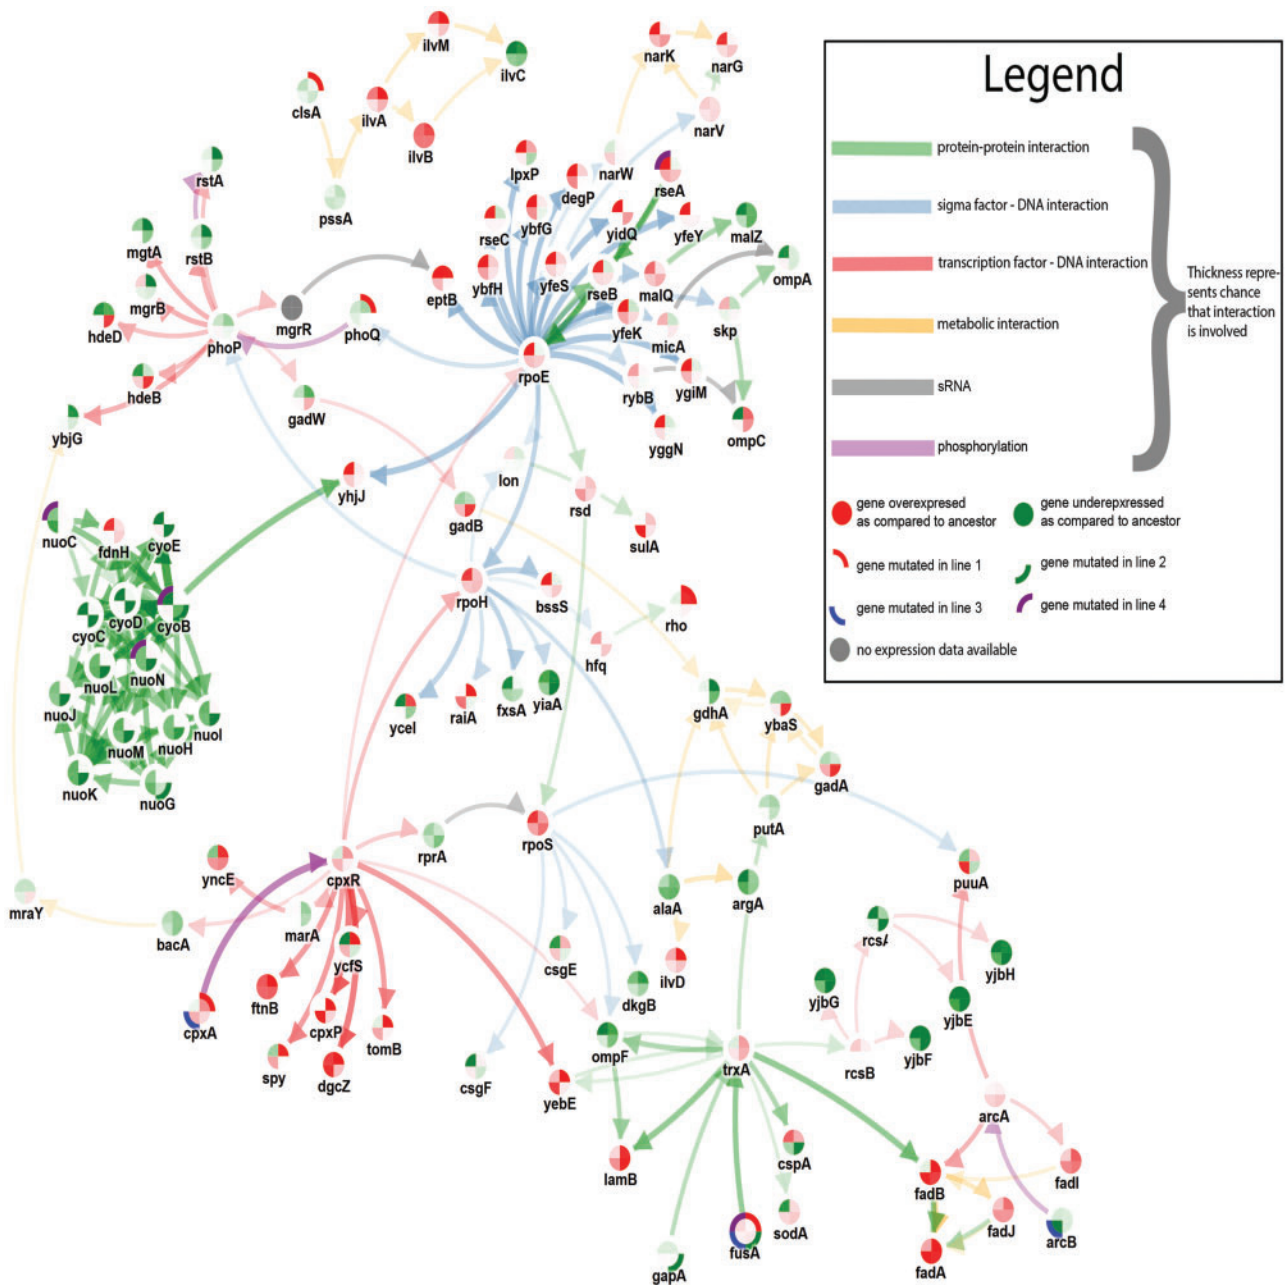 ilvM
ilvC
narK
narG
clsA
ilvA
ilvB
narV
rstA
pssA
lpxP
degP
narW
rseA
mgtA
rstB
rseC
ybfG
yidQ
yfeY
malZ
ompA
mgrB
mgrR
phoQ
eptB
ybfH
yfeS
rseB
malQ
hdeD
phoP
rpoE
yfeK
micA
skp
hdeB
gadW
rybB
ygiM
ompC
ybjG
yggN
yhjJ
lon
gadB
rsd
sulA
nuoC
fdnH
cyoE
cyoC
cyoD
cyoB
rpoH
bssS
rho
hfq
nuoL
nuoN
nuoJ
nuoM
nuoH
nuoI
nuoK
nuoG
yceI
raiA
fxsA
yiaA
gdhA
ybaS
gadA
putA
rprA
rpoS
puuA
yncE
cpxR
mraY
bacA
marA
ycfS
alaA
argA
csgE
ilvD
dkgB
rcsA
yjbH
yjbG
yjbE
cpxA
ftnB
cpxP
tomB
spy
dgcZ
csgF
yebE
ompF
trxA
rcsB
yjbF
arcA
lamB
cspA
fadB
fadI
sodA
fadJ
arcB
fusA
gapA
fadA
Legend
protein-protein interaction
sigma factor - DNA interaction
transcription factor - DNA interaction
metabolic interaction
sRNA
phosphorylation
Thickness repre-
sents chance
that interaction
is involved
gene overexpresed
as compared to ancestor
gene underepxressed
as compared to ancestor
gene mutated in line 1
gene mutated in line 2
gene mutated in line 3
gene mutated in line 4
no expression data available